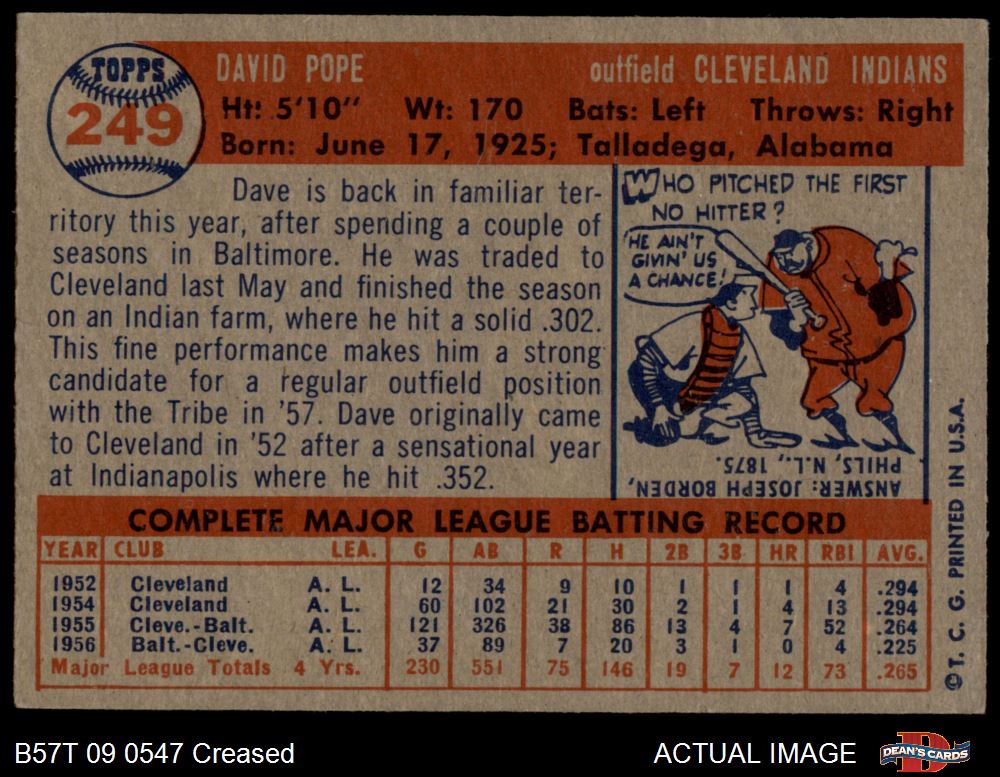 TOPPS
249
DAVID POPE outfield CLEVELAND INDIANS
Ht: 5'10" Wt: 170 Bats: Left Throws: Right
Born: June 17, 1925; Talladega, Alabama
Dave is back in familiar ter-
ritory this year, after spending a couple of
seasons in Baltimore. He was traded to
Cleveland last May and finished the season
on an Indian farm, where he hit a solid .302.
This fine performance makes him a strong
candidate for a regular outfield position
with the Tribe in '57. Dave originally came
to Cleveland in '52 after a sensational year
at Indianapolis where he hit .352.
WHO PITCHED THE FIRST
NO HITTER?
'HE AIN'T
GIVIN' US
A CHANCE!
ANSWER: JOSEPH BORDEN,
PHILS, N.L., 1875.
COMPLETE MAJOR LEAGUE BATTING RECORD
YEAR CLUB LEA. G AB R H 2B 3B HR RBI AVG.
1952 Cleveland A. L. 12 34 9 10 1 1 1 4 .294
1954 Cleveland A. L. 60 102 21 30 2 1 4 13 .294
1955 Cleve.-Balt. A. L. 121 326 38 86 13 4 7 52 .264
1956 Balt.-Cleve. A. L. 37 89 7 20 3 1 0 4 .225
Major League Totals 4 Yrs. 230 551 75 146 19 7 12 73 .265
©T. C. G. PRINTED IN U.S.A.
B57T 09 0547 Creased ACTUAL IMAGE
DEAN'S CARDS